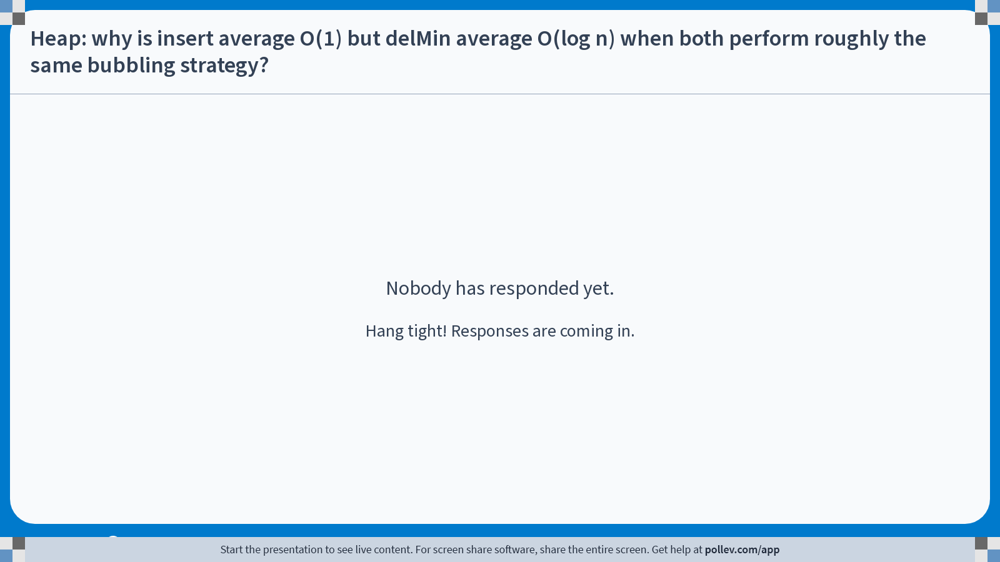 Heap: why is insert average O(1) but delMin average O(log n) when both perform roughly the
same bubbling strategy?
Nobody has responded yet.
Hang tight! Responses are coming in.
Start the presentation to see live content. For screen share software, share the entire screen. Get help at pollev.com/app